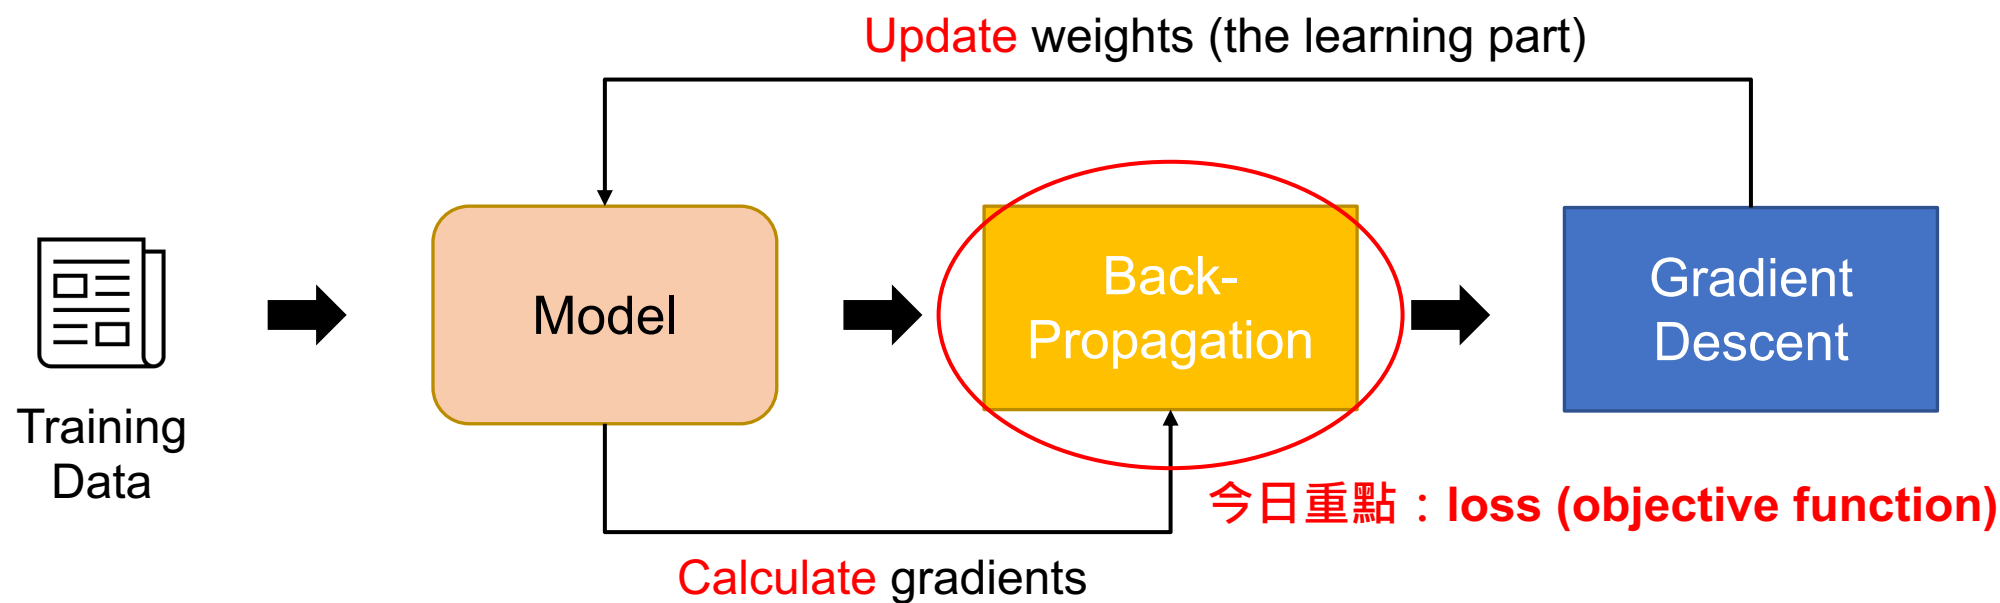 Update weights (the learning part)
Training
Data
Model
Back-
Propagation
Gradient
Descent
今日重點：loss (objective function)
Calculate gradients